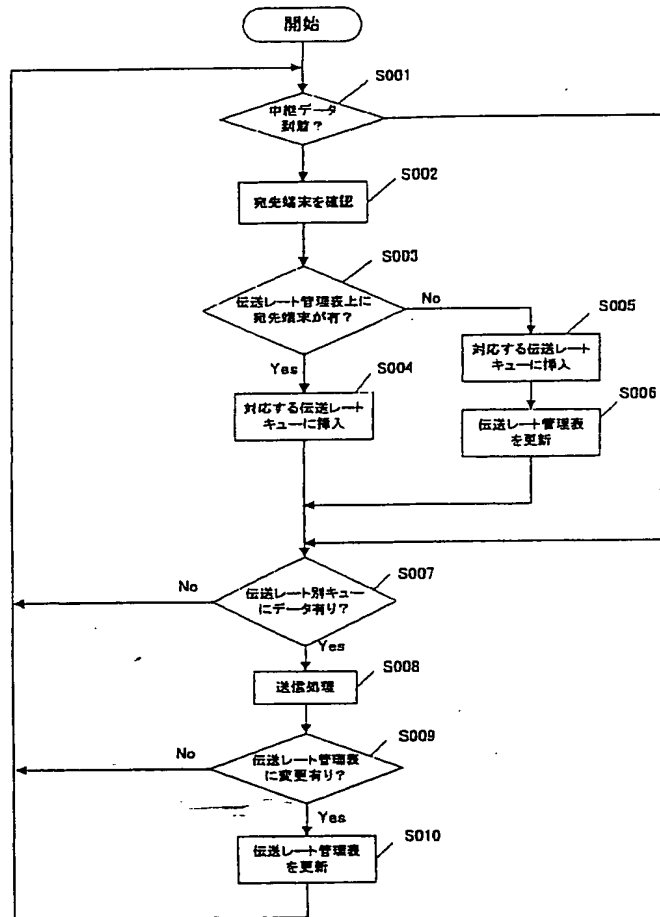 開始
S001
中枢データ
到着?
S002
宛先端末を確認
S003
伝送レート管理表上に
宛先端末が有?
No
S005
対応する伝送レート
キューに挿入
Yes
S004
対応する伝送レート
キューに挿入
S006
伝送レート管理表
を更新
S007
伝送レート別キュー
にデータ有り?
No
Yes
S008
送信処理
S009
伝送レート管理表
に変更有り?
No
Yes
S010
伝送レート管理表
を更新